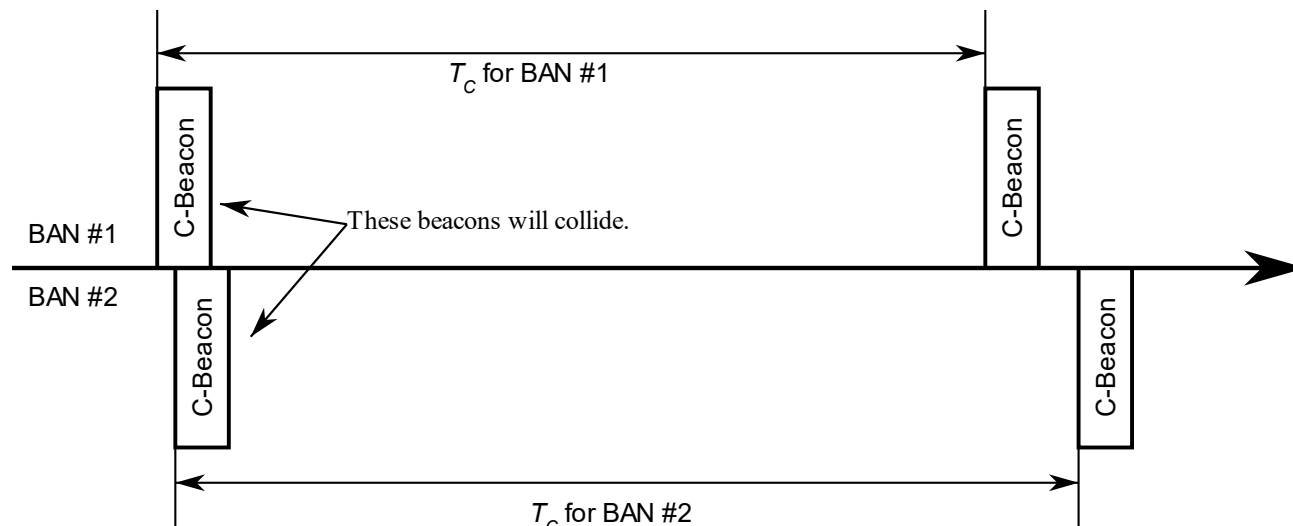 T_C for BAN #1
C-Beacon
C-Beacon
These beacons will collide.
BAN #1
BAN #2
C-Beacon
C-Beacon
T_C for BAN #2